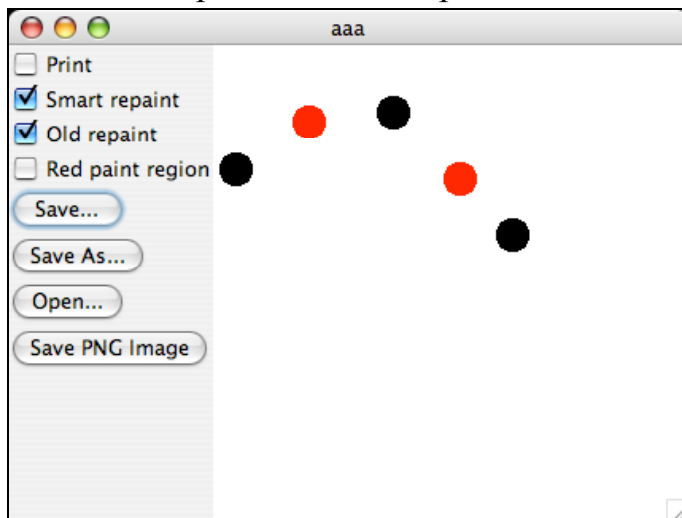 aaa
Print
Smart repaint
Old repaint
Red paint region
Save...
Save As...
Open...
Save PNG Image